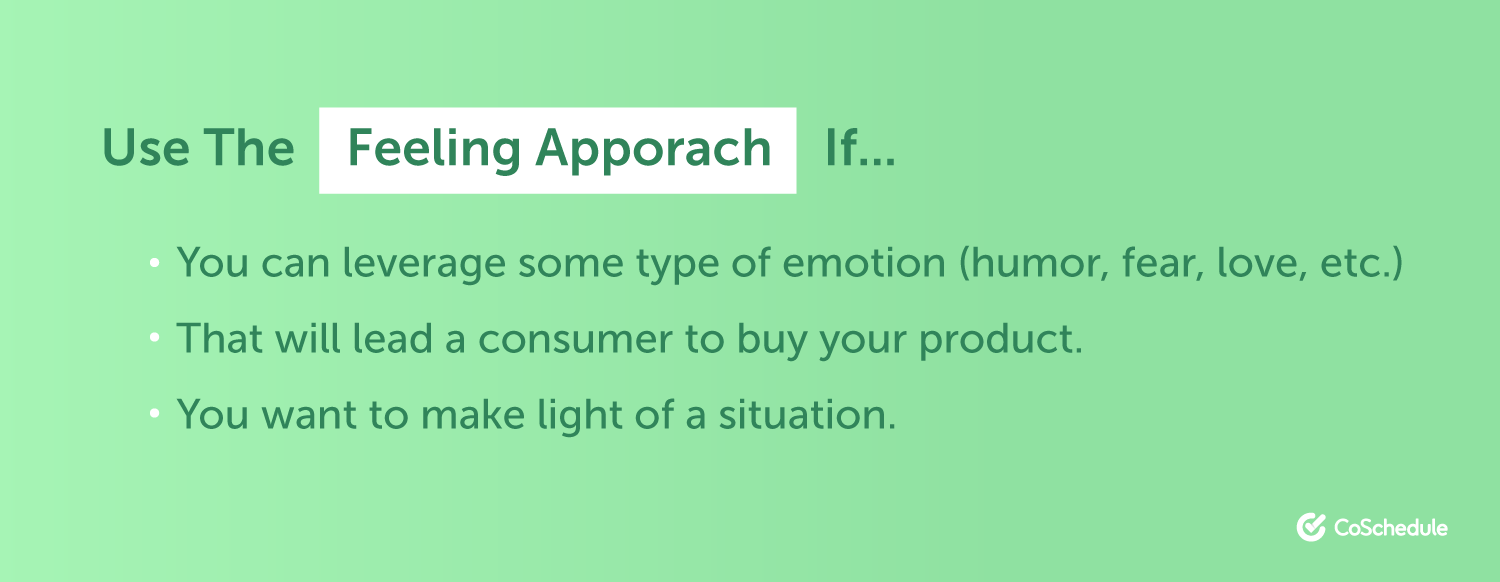 Use The Feeling Apporach If...
• You can leverage some type of emotion (humor, fear, love, etc.)
• That will lead a consumer to buy your product.
• You want to make light of a situation.
CoSchedule